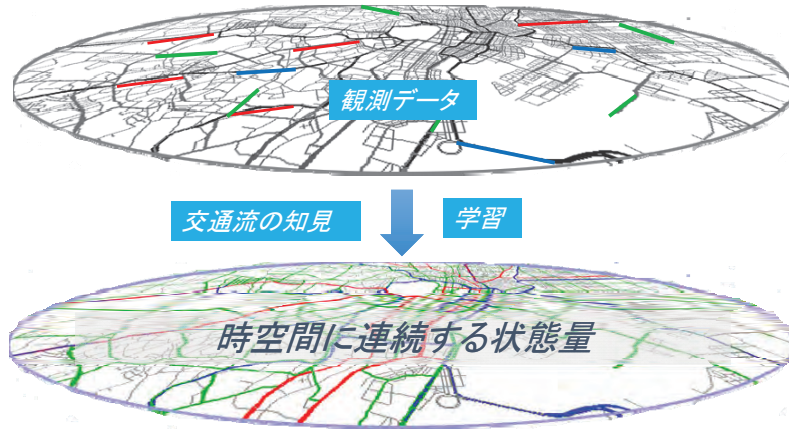 観測データ
交通流の知見
学習
時空間に連続する状態量